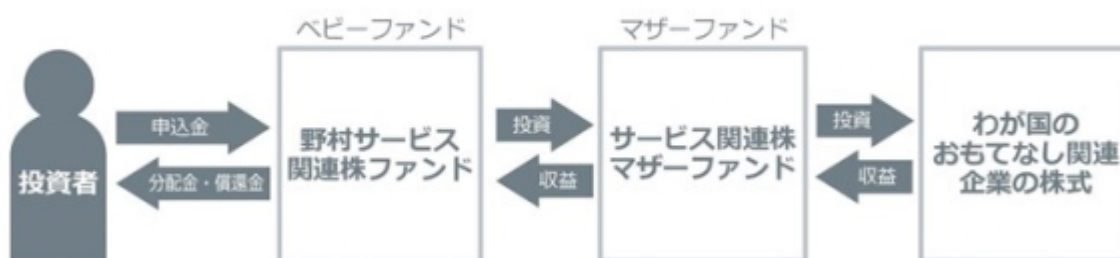 ベビーファンド
マザーファンド
投資者
申込金
分配金・償還金
野村サービス
関連株ファンド
投資
収益
サービス関連株
マザーファンド
投資
収益
わが国の
おもてなし関連
企業の株式